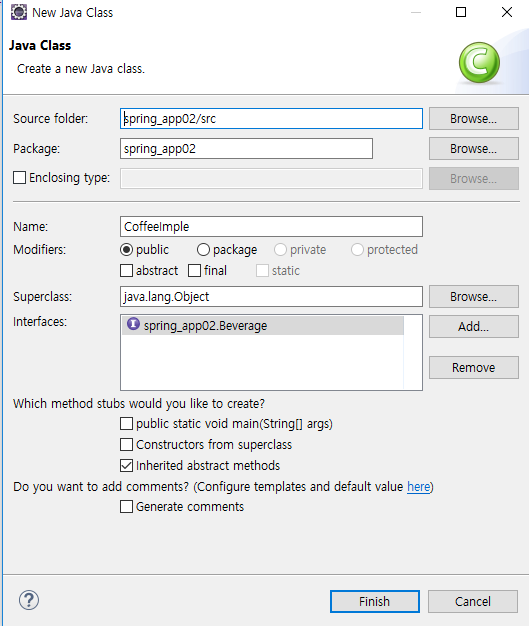 New Java Class
Java Class
Create a new Java class.
C
Source folder: spring_app02/src Browse...
Package: spring_app02 Browse...
Enclosing type: Browse...
Name: CoffeeImple
Modifiers: public package private protected
abstract final static
Superclass: java.lang.Object Browse...
Interfaces: I spring_app02.Beverage Add...
Remove
Which method stubs would you like to create?
public static void main(String[] args)
Constructors from superclass
Inherited abstract methods
Do you want to add comments? (Configure templates and default value here)
Generate comments
? Finish Cancel